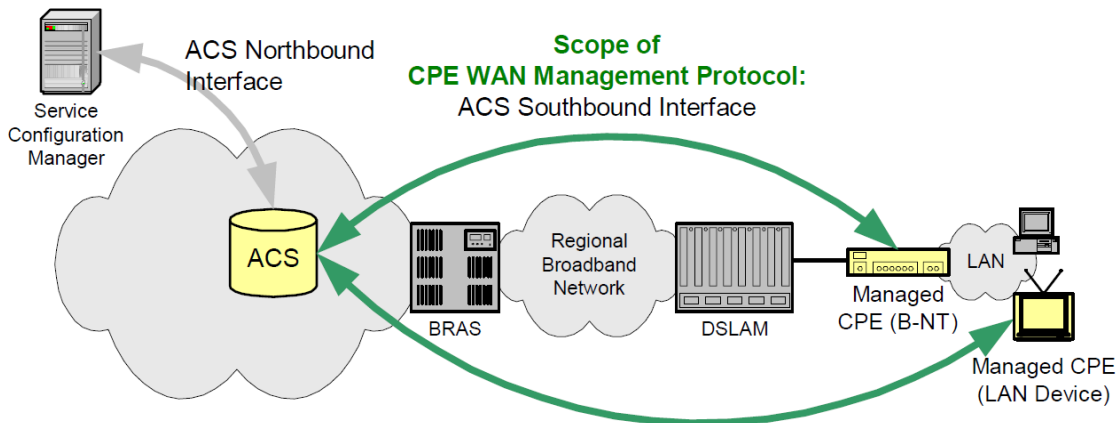 ACS Northbound
Interface
Scope of
CPE WAN Management Protocol:
ACS Southbound Interface
Service
Configuration
Manager
ACS
BRAS
Regional
Broadband
Network
DSLAM
Managed
CPE (B-NT)
LAN
Managed CPE
(LAN Device)